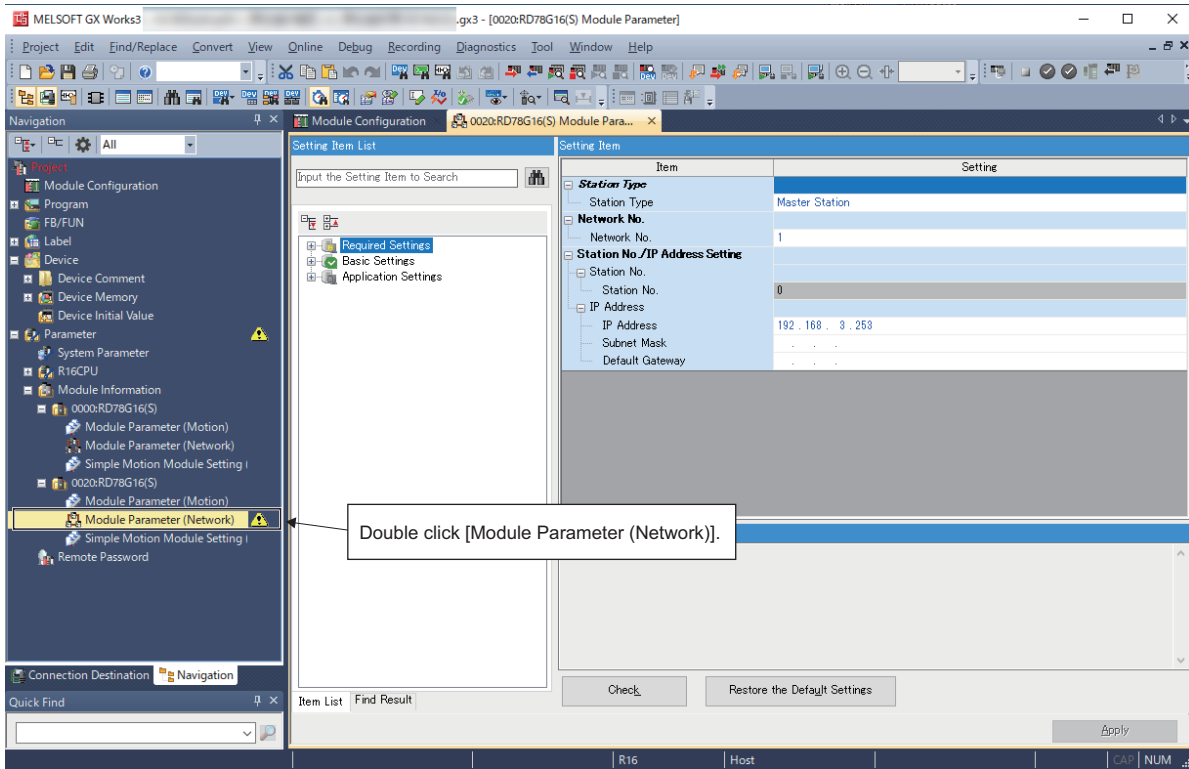 MELSOFT GX Works3 .gx3 - [0020:RD78G16(S) Module Parameter]
Project Edit Find/Replace Convert View Online Debug Recording Diagnostics Tool Window Help
Navigation
Module Configuration
0020:RD78G16(S) Module Para...
All
Project
Module Configuration
Program
FB/FUN
Label
Device
Device Comment
Device Memory
Device Initial Value
Parameter
System Parameter
R16CPU
Module Information
0000:RD78G16(S)
Module Parameter (Motion)
Module Parameter (Network)
Simple Motion Module Setting (
0020:RD78G16(S)
Module Parameter (Motion)
Module Parameter (Network)
Simple Motion Module Setting (
Remote Password
Connection Destination Navigation
Quick Find
Setting Item List
Input the Setting Item to Search
Required Settings
Basic Settings
Application Settings
Item List Find Result
Setting Item
Item Setting
Station Type
Station Type Master Station
Network No.
Network No. 1
Station No./IP Address Setting
Station No.
Station No. 0
IP Address
IP Address 192 . 168 . 3 . 253
Subnet Mask . . .
Default Gateway . . .
Double click [Module Parameter (Network)].
Check Restore the Default Settings
Apply
R16 Host CAP NUM